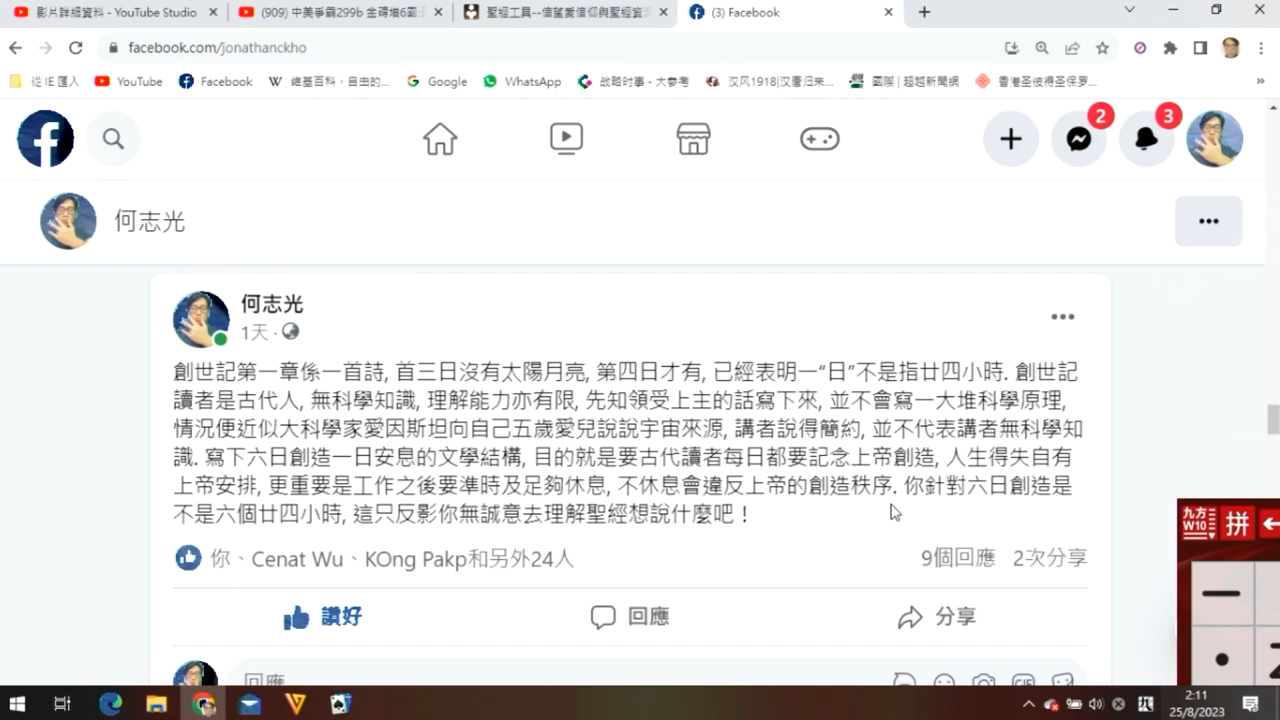 影片詳細資料 - YouTube Studio
(909) 中美爭霸299b 金磚增6國
聖經工具--信望愛信仰與聖經資
(3) Facebook
facebook.com/jonathanckho
從 IE 匯入
YouTube
Facebook
維基百科，自由的...
Google
WhatsApp
战略时事 - 大参考
汉风1918|汉唐归来...
國際 | 超越新聞網
香港圣彼得圣保罗...
2
3
何志光
何志光
1天
創世記第一章係一首詩, 首三日沒有太陽月亮, 第四日才有, 已經表明一“日”不是指廿四小時. 創世記
讀者是古代人, 無科學知識, 理解能力亦有限, 先知領受上主的話寫下來, 並不會寫一大堆科學原理,
情況便近似大科學家愛因斯坦向自己五歲愛兒說說宇宙來源, 講者說得簡約, 並不代表講者無科學知
識. 寫下六日創造一日安息的文學結構, 目的就是要古代讀者每日都要記念上帝創造, 人生得失自有
上帝安排, 更重要是工作之後要準時及足夠休息, 不休息會違反上帝的創造秩序. 你針對六日創造是
不是六個廿四小時, 這只反影你無誠意去理解聖經想說什麼吧！
你、Cenat Wu、KOng Pakp和另外24人
9個回應 2次分享
讚好
回應
分享
回應
GIF
九方
W10
拼
2:11
25/8/2023